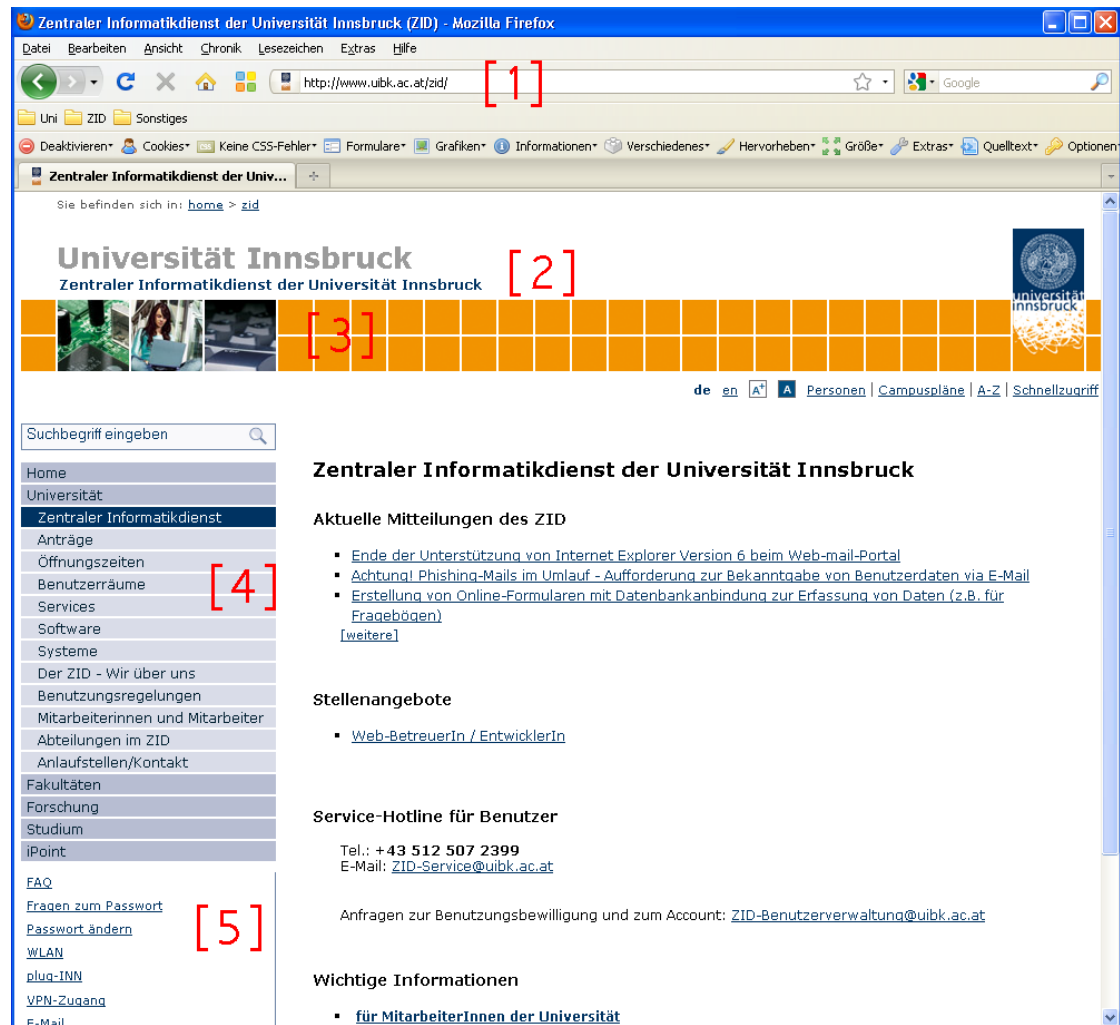 Zentraler Informatikdienst der Universität Innsbruck (ZID) - Mozilla Firefox
Datei Bearbeiten Ansicht Chronik Lesezeichen Extras Hilfe
http://www.uibk.ac.at/zid/ [1] Google
Uni ZID Sonstiges
Deaktivieren Cookies Keine CSS-Fehler Formulare Grafiken Informationen Verschiedenes Hervorheben Größe Extras Quelltext Optionen
Zentraler Informatikdienst der Univ...
Sie befinden sich in: home > zid
Universität Innsbruck
Zentraler Informatikdienst der Universität Innsbruck
[2]
universität
innsbruck
[3]
de en A+ A Personen | Campuspläne | A-Z | Schnellzugriff
Suchbegriff eingeben
Home
Universität
Zentraler Informatikdienst
Anträge
Öffnungszeiten
Benutzerräume
[4]
Services
Software
Systeme
Der ZID - Wir über uns
Benutzungsregelungen
Mitarbeiterinnen und Mitarbeiter
Abteilungen im ZID
Anlaufstellen/Kontakt
Fakultäten
Forschung
Studium
iPoint
FAQ
Fragen zum Passwort
Passwort ändern
[5]
WLAN
plug-INN
VPN-Zugang
E-Mail
Zentraler Informatikdienst der Universität Innsbruck
Aktuelle Mitteilungen des ZID
Ende der Unterstützung von Internet Explorer Version 6 beim Web-mail-Portal
Achtung! Phishing-Mails im Umlauf - Aufforderung zur Bekanntgabe von Benutzerdaten via E-Mail
Erstellung von Online-Formularen mit Datenbankanbindung zur Erfassung von Daten (z.B. für
Fragebögen)
[weitere]
Stellenangebote
Web-BetreuerIn / EntwicklerIn
Service-Hotline für Benutzer
Tel.: +43 512 507 2399
E-Mail: ZID-Service@uibk.ac.at
Anfragen zur Benutzungsbewilligung und zum Account: ZID-Benutzerverwaltung@uibk.ac.at
Wichtige Informationen
für MitarbeiterInnen der Universität